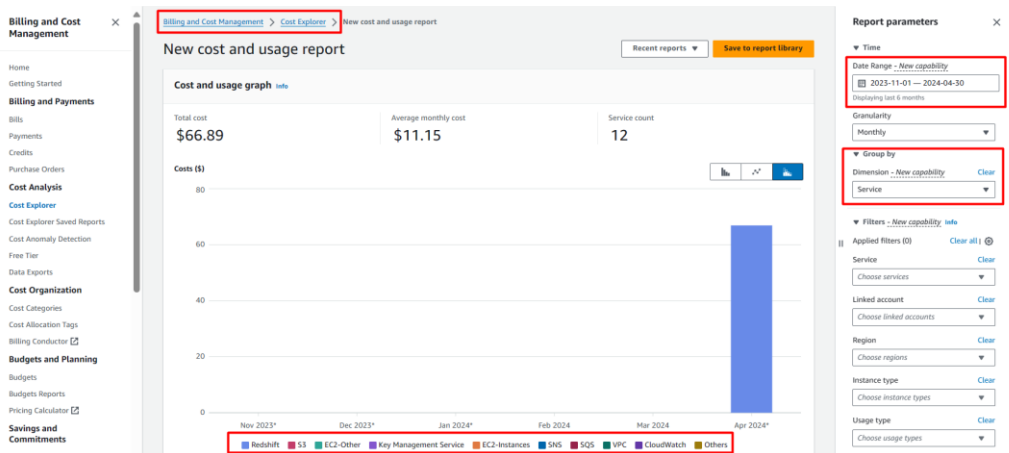 Billing and Cost
Management
Home
Getting Started
Billing and Payments
Bills
Payments
Credits
Purchase Orders
Cost Analysis
Cost Explorer
Cost Explorer Saved Reports
Cost Anomaly Detection
Free Tier
Data Exports
Cost Organization
Cost Categories
Cost Allocation Tags
Billing Conductor
Budgets and Planning
Budgets
Budgets Reports
Pricing Calculator
Savings and
Commitments
Billing and Cost Management > Cost Explorer > New cost and usage report
New cost and usage report
Recent reports
Save to report library
Cost and usage graph Info
Total cost
$66.89
Average monthly cost
$11.15
Service count
12
Costs ($)
80
60
40
20
0
Nov 2023* Dec 2023* Jan 2024* Feb 2024 Mar 2024 Apr 2024*
Redshift S3 EC2-Other Key Management Service EC2-Instances SNS SQS VPC CloudWatch Others
Report parameters
Time
Date Range - New capability
2023-11-01 — 2024-04-30
Displaying last 6 months
Granularity
Monthly
Group by
Dimension - New capability Clear
Service
Filters - New capability Info
Applied filters (0) Clear all |
Service Clear
Choose services
Linked account Clear
Choose linked accounts
Region Clear
Choose regions
Instance type Clear
Choose instance types
Usage type Clear
Choose usage types